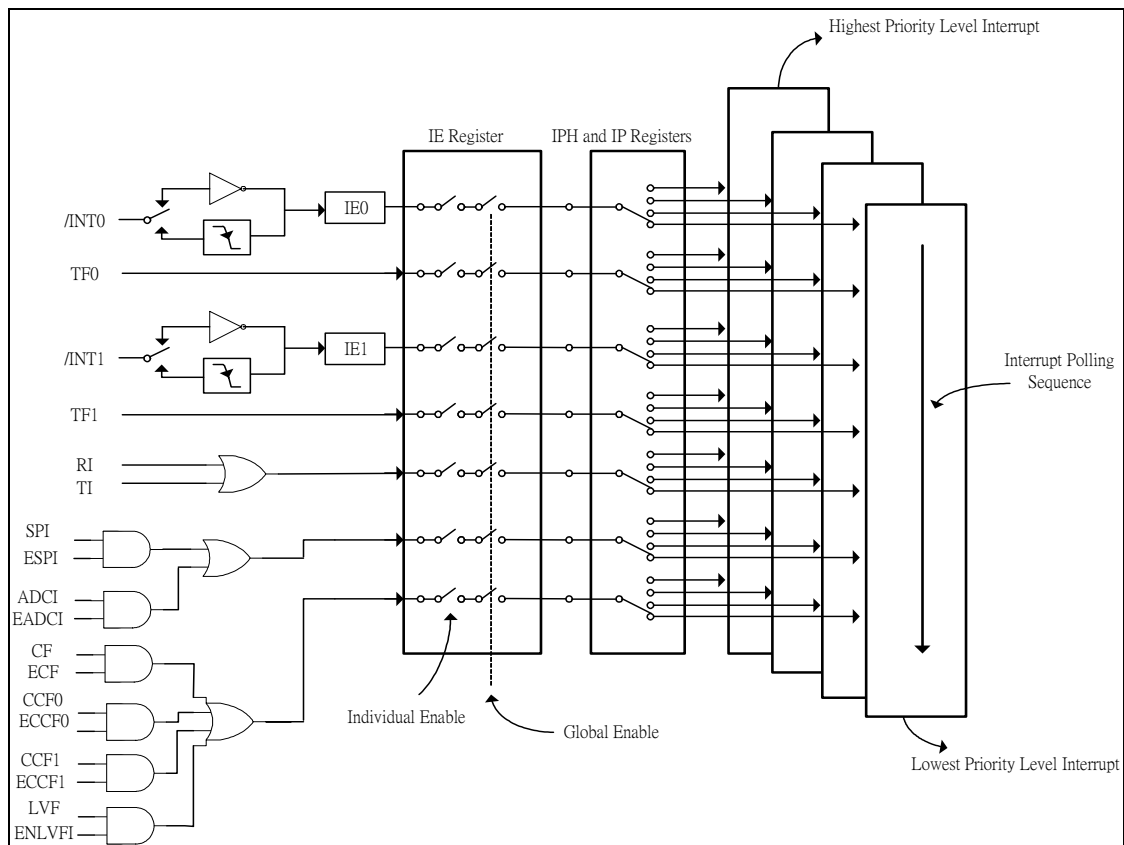 Highest Priority Level Interrupt
IE Register
IPH and IP Registers
/INT0
IE0
TF0
/INT1
IE1
Interrupt Polling
Sequence
TF1
RI
TI
SPI
ESPI
ADCI
EADCI
CF
ECF
CCF0
ECCF0
Individual Enable
Global Enable
CCF1
ECCF1
Lowest Priority Level Interrupt
LVF
ENLVFI